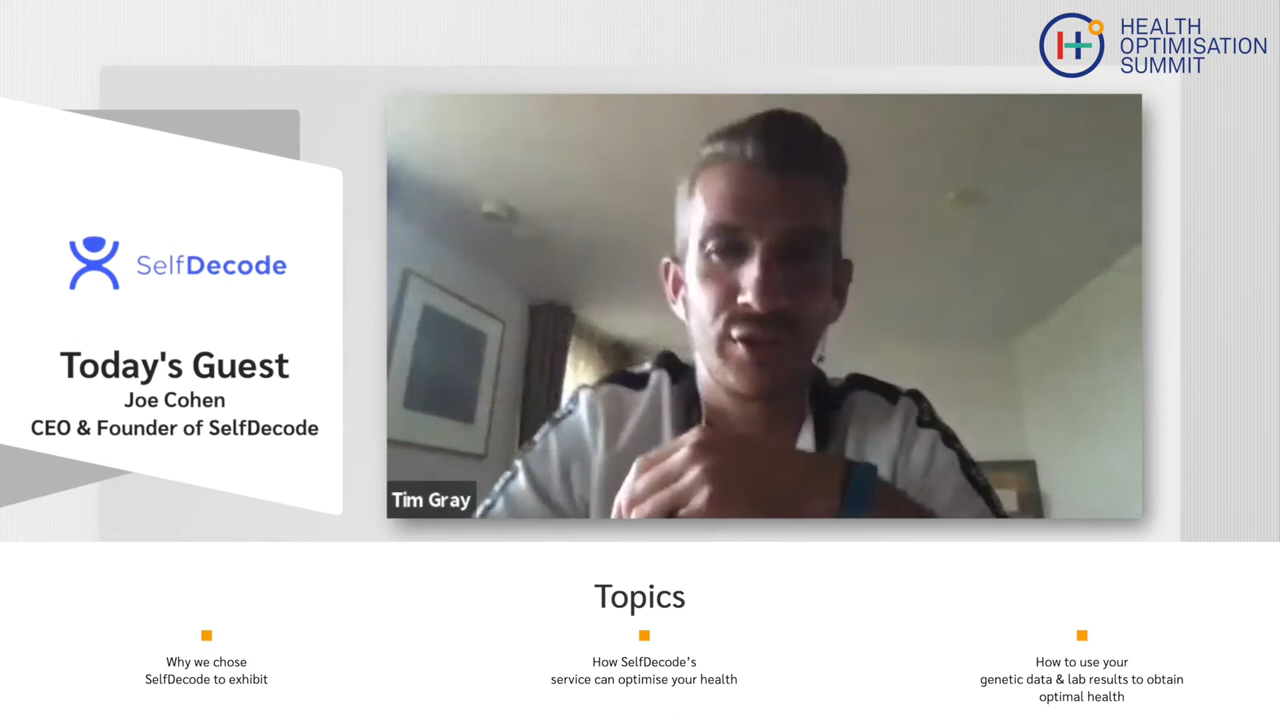 HEALTH
OPTIMISATION
SUMMIT
SelfDecode
Today's Guest
Joe Cohen
CEO & Founder of SelfDecode
Tim Gray
Topics
Why we chose
SelfDecode to exhibit
How SelfDecode’s
service can optimise your health
How to use your
genetic data & lab results to obtain
optimal health